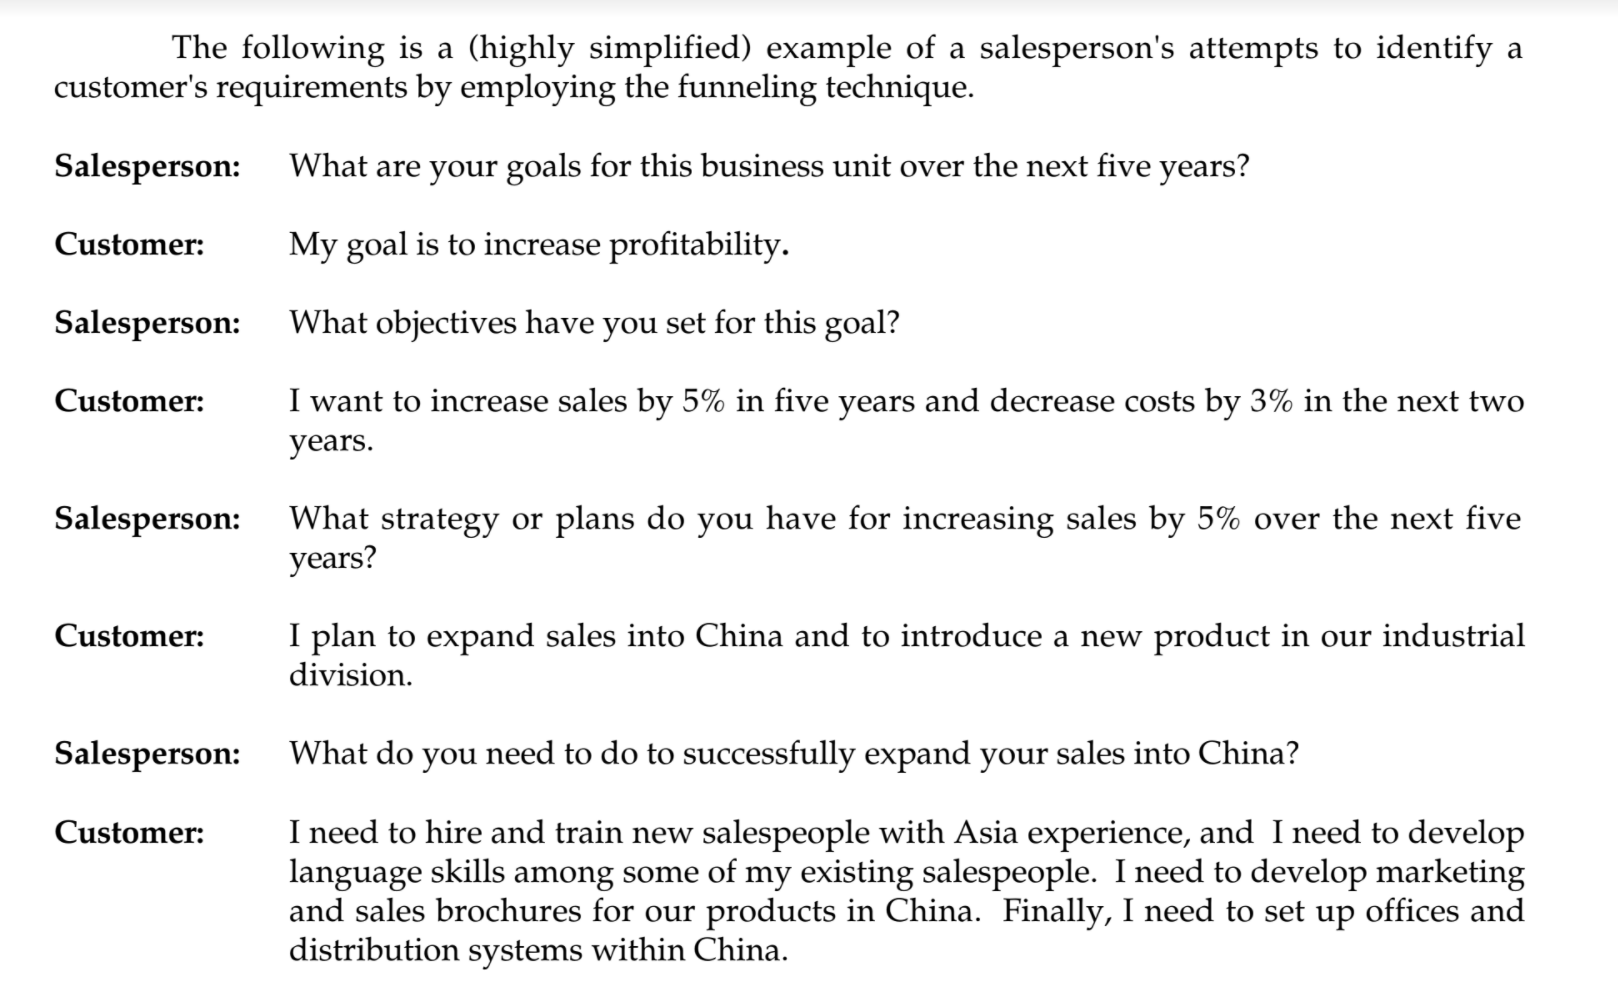 The following is a (highly simplified) example of a salesperson's attempts to identify a
customer's requirements by employing the funneling technique.
Salesperson: What are your goals for this business unit over the next five years?
Customer: My goal is to increase profitability.
Salesperson: What objectives have you set for this goal?
Customer: I want to increase sales by 5% in five years and decrease costs by 3% in the next two
years.
Salesperson: What strategy or plans do you have for increasing sales by 5% over the next five
years?
Customer: I plan to expand sales into China and to introduce a new product in our industrial
division.
Salesperson: What do you need to do to successfully expand your sales into China?
Customer: I need to hire and train new salespeople with Asia experience, and I need to develop
language skills among some of my existing salespeople. I need to develop marketing
and sales brochures for our products in China. Finally, I need to set up offices and
distribution systems within China.